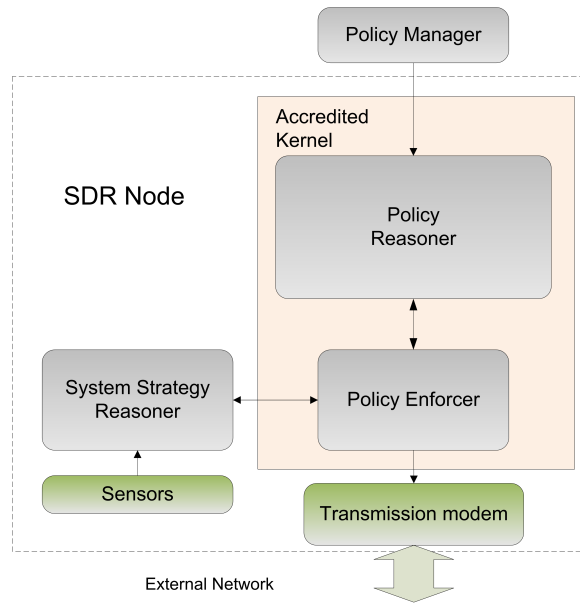 Policy Manager
Accredited
Kernel
Policy
Reasoner
SDR Node
System Strategy
Reasoner
Policy Enforcer
Sensors
Transmission modem
External Network